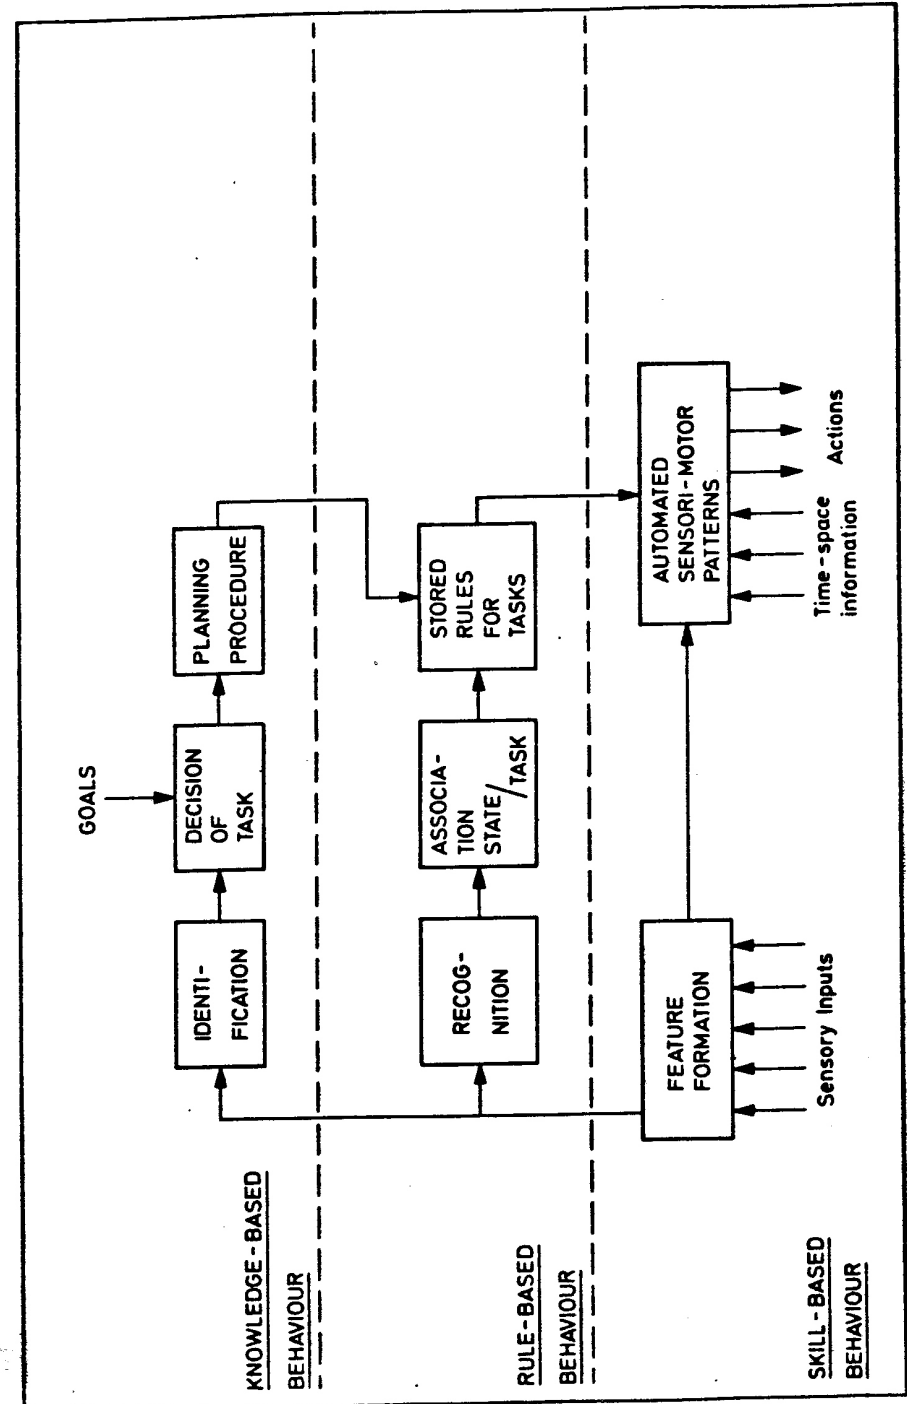 GOALS
KNOWLEDGE-BASED
BEHAVIOUR
IDENTI-
FICATION
DECISION
OF
TASK
PLANNING
PROCEDURE
RULE-BASED
BEHAVIOUR
RECOG-
NITION
ASSOCIA-
TION
STATE/TASK
STORED
RULES
FOR
TASKS
SKILL-BASED
BEHAVIOUR
FEATURE
FORMATION
AUTOMATED
SENSORI-MOTOR
PATTERNS
Sensory Inputs
Time-space
information
Actions